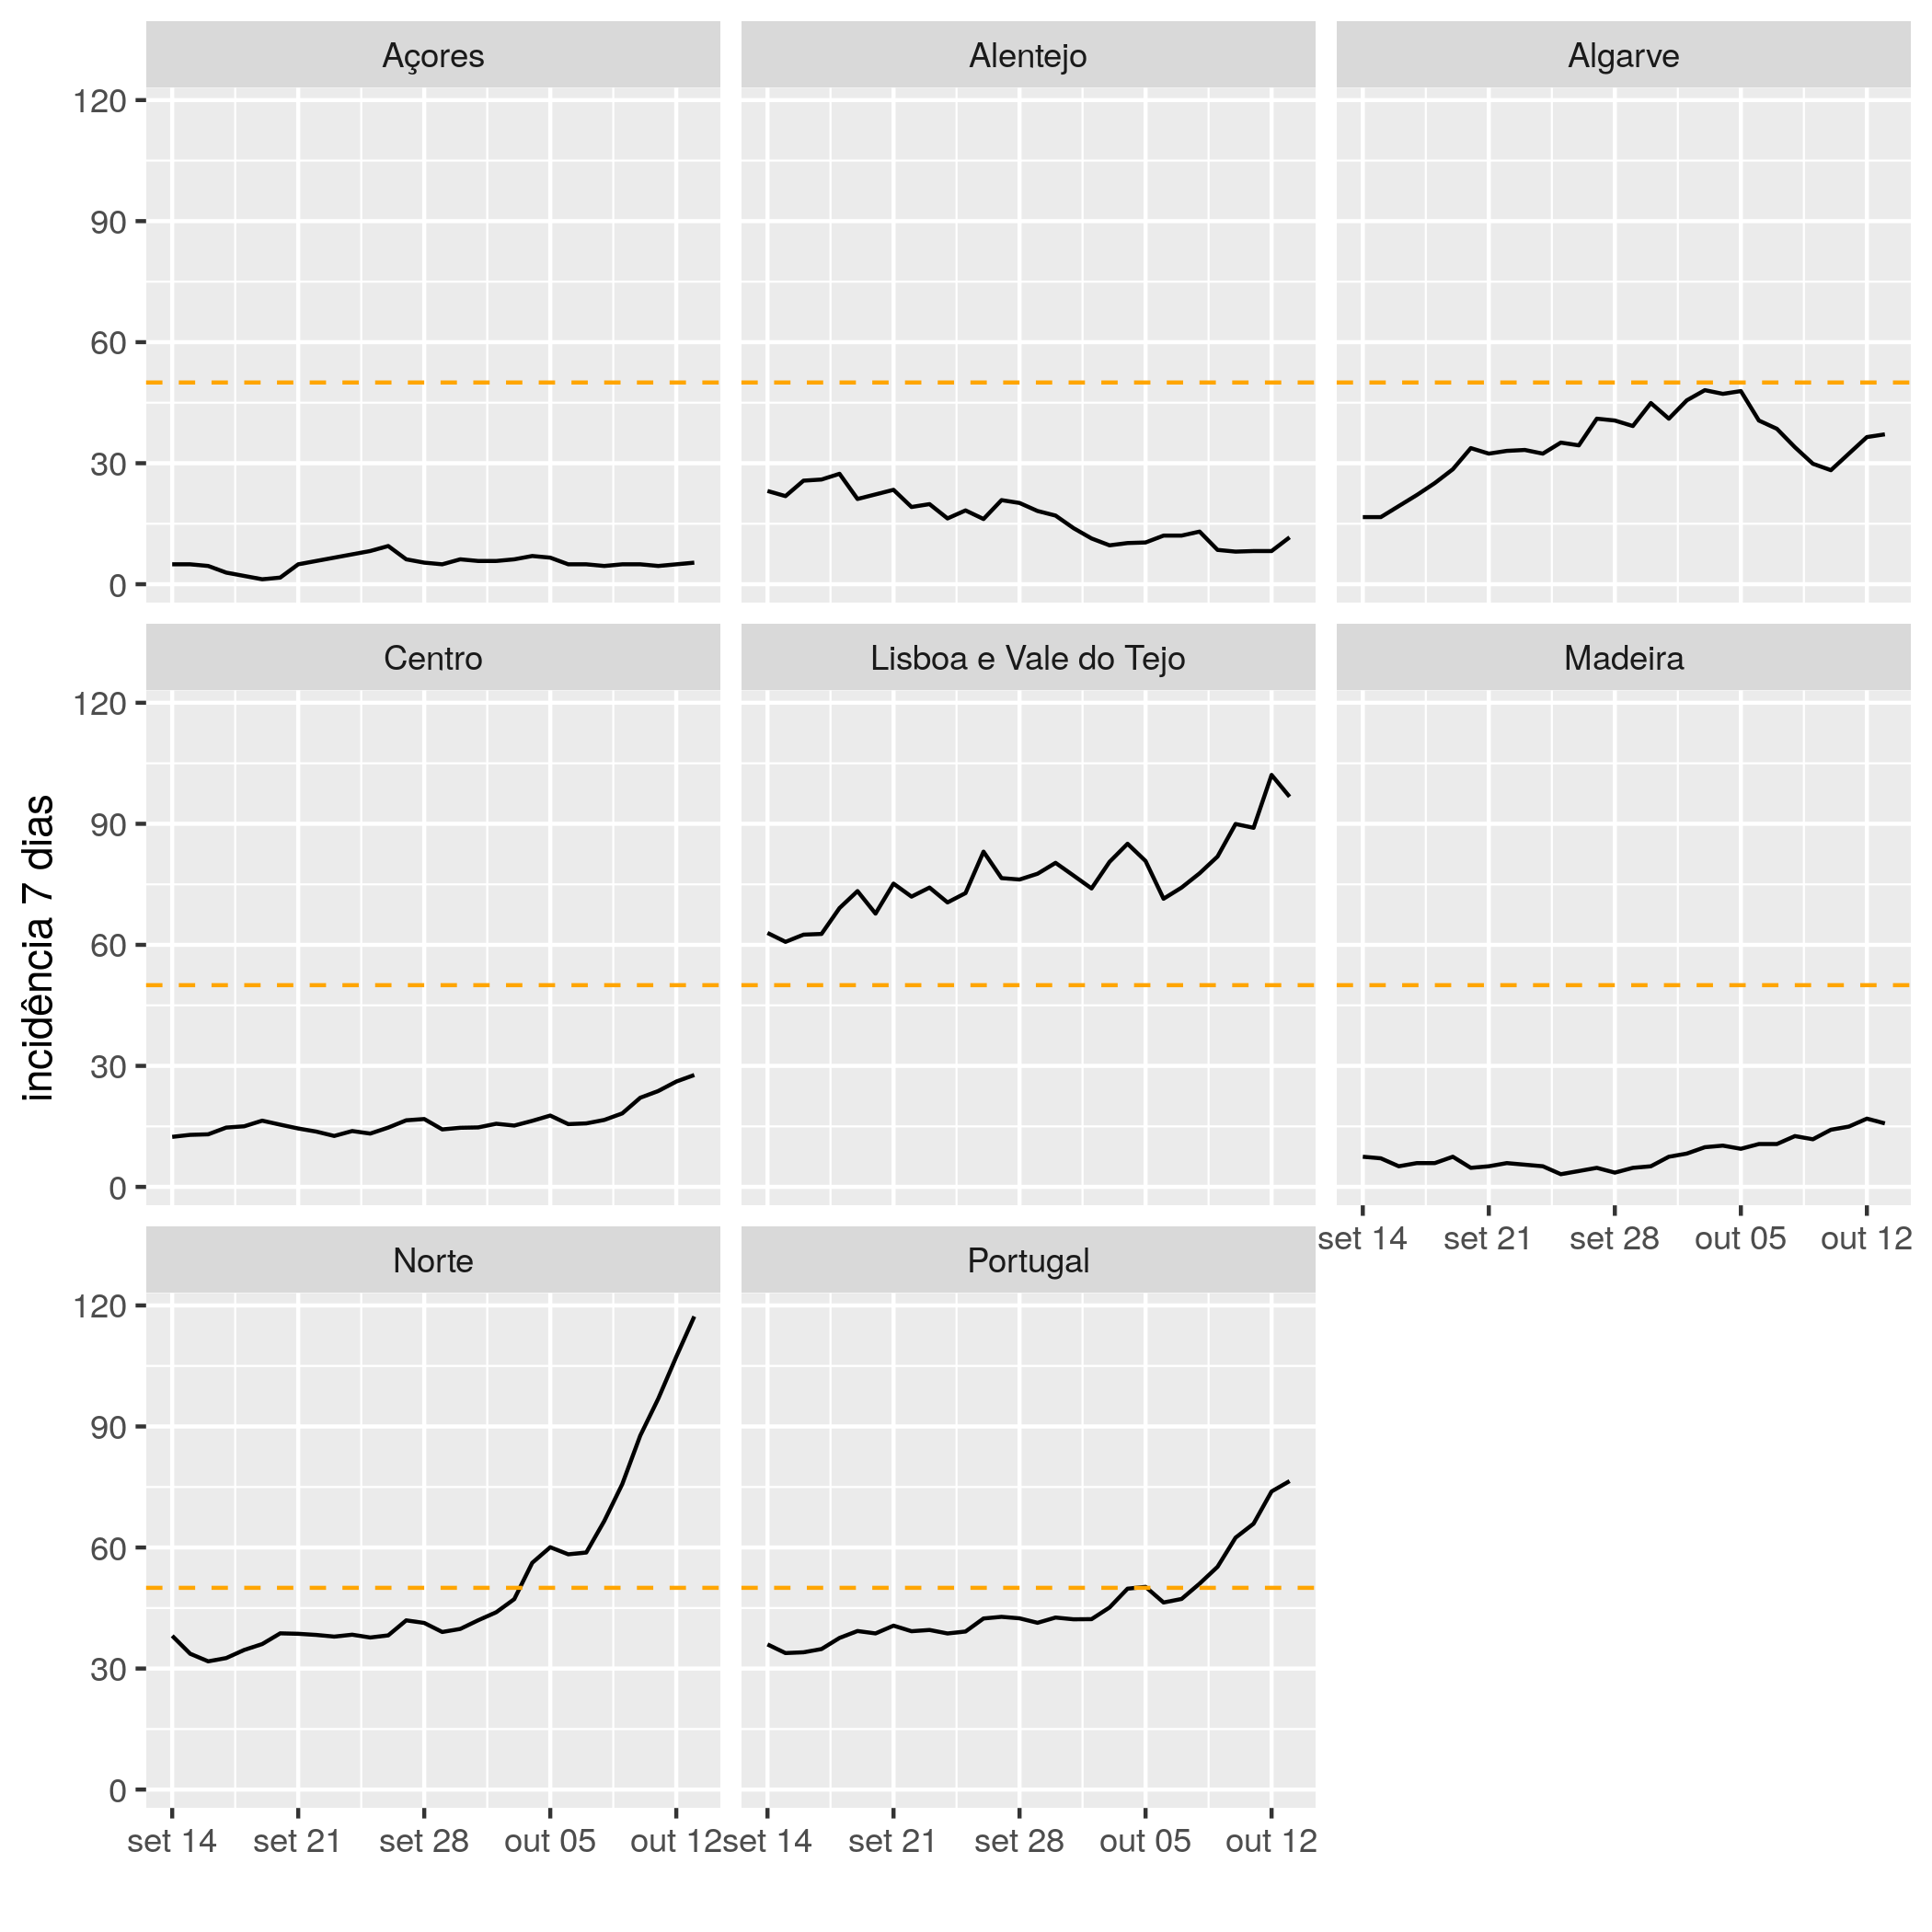 Açores
Alentejo
Algarve
120
90
60
30
0
Centro
Lisboa e Vale do Tejo
Madeira
120
90
60
30
0
incidência 7 dias
set 14 set 21 set 28 out 05 out 12
Norte
Portugal
120
90
60
30
0
set 14 set 21 set 28 out 05 out 12
set 14 set 21 set 28 out 05 out 12